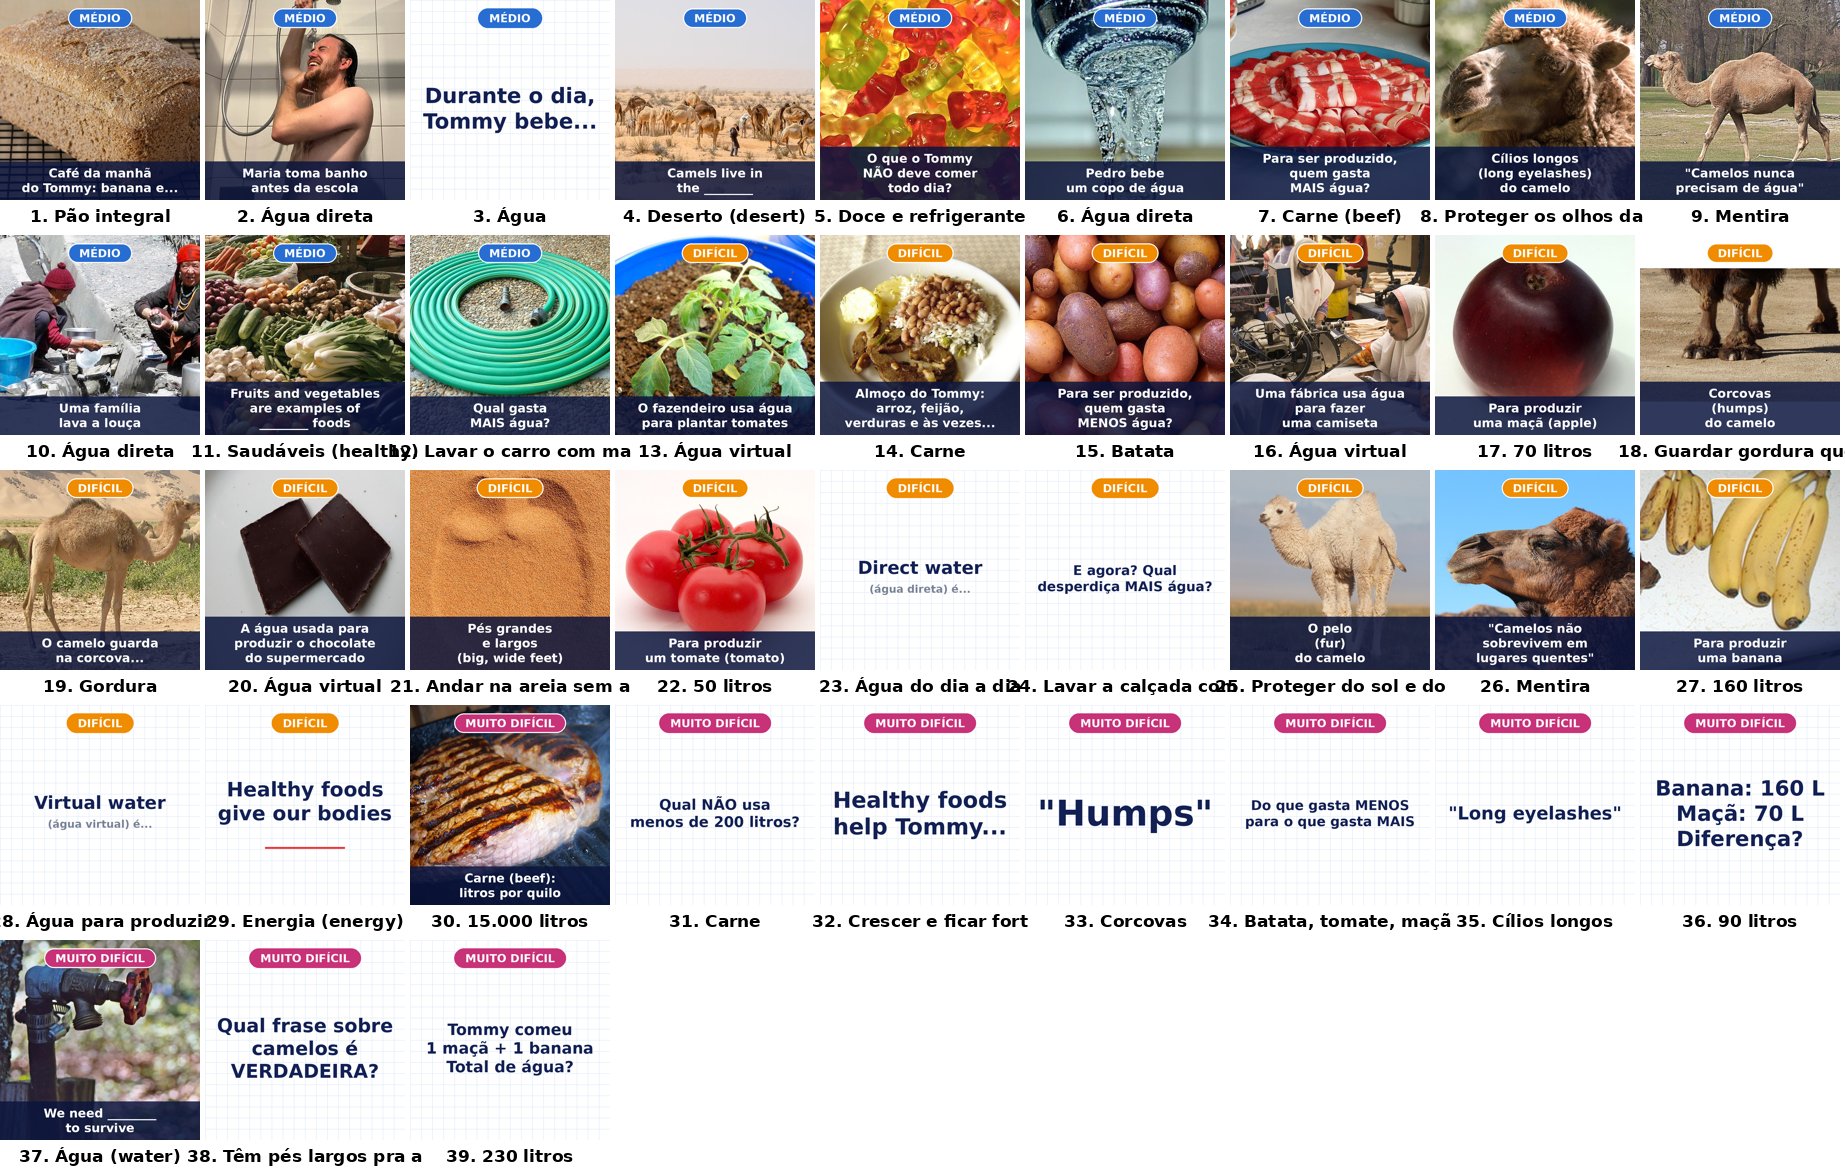 MÉDIO
Café da manhã
do Tommy: banana e...
1. Pão integral
MÉDIO
Maria toma banho
antes da escola
2. Água direta
MÉDIO
Durante o dia,
Tommy bebe...
3. Água
MÉDIO
Camels live in
the ________
4. Deserto (desert)
MÉDIO
O que o Tommy
NÃO deve comer
todo dia?
5. Doce e refrigerante
MÉDIO
Pedro bebe
um copo de água
6. Água direta
MÉDIO
Para ser produzido,
quem gasta
MAIS água?
7. Carne (beef)
MÉDIO
Cílios longos
(long eyelashes)
do camelo
8. Proteger os olhos da
MÉDIO
"Camelos nunca
precisam de água"
9. Mentira
MÉDIO
Uma família
lava a louça
10. Água direta
MÉDIO
Fruits and vegetables
are examples of
________ foods
11. Saudáveis (healthy)
MÉDIO
Qual gasta
MAIS água?
12. Lavar o carro com ma
DIFÍCIL
O fazendeiro usa água
para plantar tomates
13. Água virtual
DIFÍCIL
Almoço do Tommy:
arroz, feijão,
verduras e às vezes...
14. Carne
DIFÍCIL
Para ser produzido,
quem gasta
MENOS água?
15. Batata
DIFÍCIL
Uma fábrica usa água
para fazer
uma camiseta
16. Água virtual
DIFÍCIL
Para produzir
uma maçã (apple)
17. 70 litros
DIFÍCIL
Corcovas
(humps)
do camelo
18. Guardar gordura qu
DIFÍCIL
O camelo guarda
na corcova...
19. Gordura
DIFÍCIL
A água usada para
produzir o chocolate
do supermercado
20. Água virtual
DIFÍCIL
Pés grandes
e largos
(big, wide feet)
21. Andar na areia sem a
DIFÍCIL
Para produzir
um tomate (tomato)
22. 50 litros
DIFÍCIL
Direct water
(água direta) é...
23. Água do dia a dia
DIFÍCIL
E agora? Qual
desperdiça MAIS água?
24. Lavar a calçada com
DIFÍCIL
O pelo
(fur)
do camelo
25. Proteger do sol e do
DIFÍCIL
"Camelos não
sobrevivem em
lugares quentes"
26. Mentira
DIFÍCIL
Para produzir
uma banana
27. 160 litros
DIFÍCIL
Virtual water
(água virtual) é...
28. Água para produzir
DIFÍCIL
Healthy foods
give our bodies
29. Energia (energy)
MUITO DIFÍCIL
Carne (beef):
litros por quilo
30. 15.000 litros
MUITO DIFÍCIL
Qual NÃO usa
menos de 200 litros?
31. Carne
MUITO DIFÍCIL
Healthy foods
help Tommy...
32. Crescer e ficar fort
MUITO DIFÍCIL
"Humps"
33. Corcovas
MUITO DIFÍCIL
Do que gasta MENOS
para o que gasta MAIS
34. Batata, tomate, maçã
MUITO DIFÍCIL
"Long eyelashes"
35. Cílios longos
MUITO DIFÍCIL
Banana: 160 L
Maçã: 70 L
Diferença?
36. 90 litros
MUITO DIFÍCIL
We need ________
to survive
37. Água (water)
MUITO DIFÍCIL
Qual frase sobre
camelos é
VERDADEIRA?
38. Têm pés largos pra a
MUITO DIFÍCIL
Tommy comeu
1 maçã + 1 banana
Total de água?
39. 230 litros